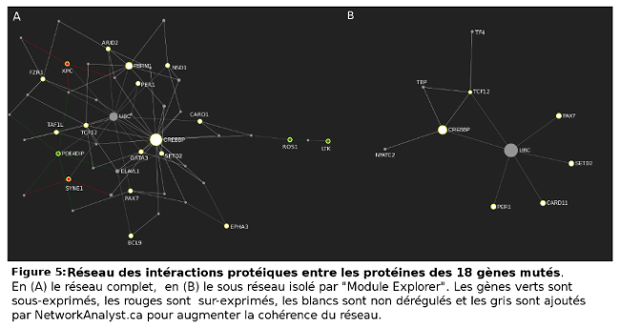 A
B
ARID2
TF4
PBRM1
NSD1
FZR1
XPC
PER1
TBP
TCF12
UBC
CARD11
PAX7
TAF1L
TCF12
CREBBP
CREBBP
UBC
ROS1
LTK
NFATC2
PDE4DIP
GATA3
SETD2
SETD2
ELAVL1
SYNE1
PAX7
PER1
CARD11
EPHA3
BCL9
Figure 5:Réseau des intéractions protéiques entre les protéines des 18 gènes mutés.
En (A) le réseau complet, en (B) le sous réseau isolé par "Module Explorer". Les gènes verts sont
sous-exprimés, les rouges sont sur-exprimés, les blancs sont non dérégulés et les gris sont ajoutés
par NetworkAnalyst.ca pour augmenter la cohérence du réseau.